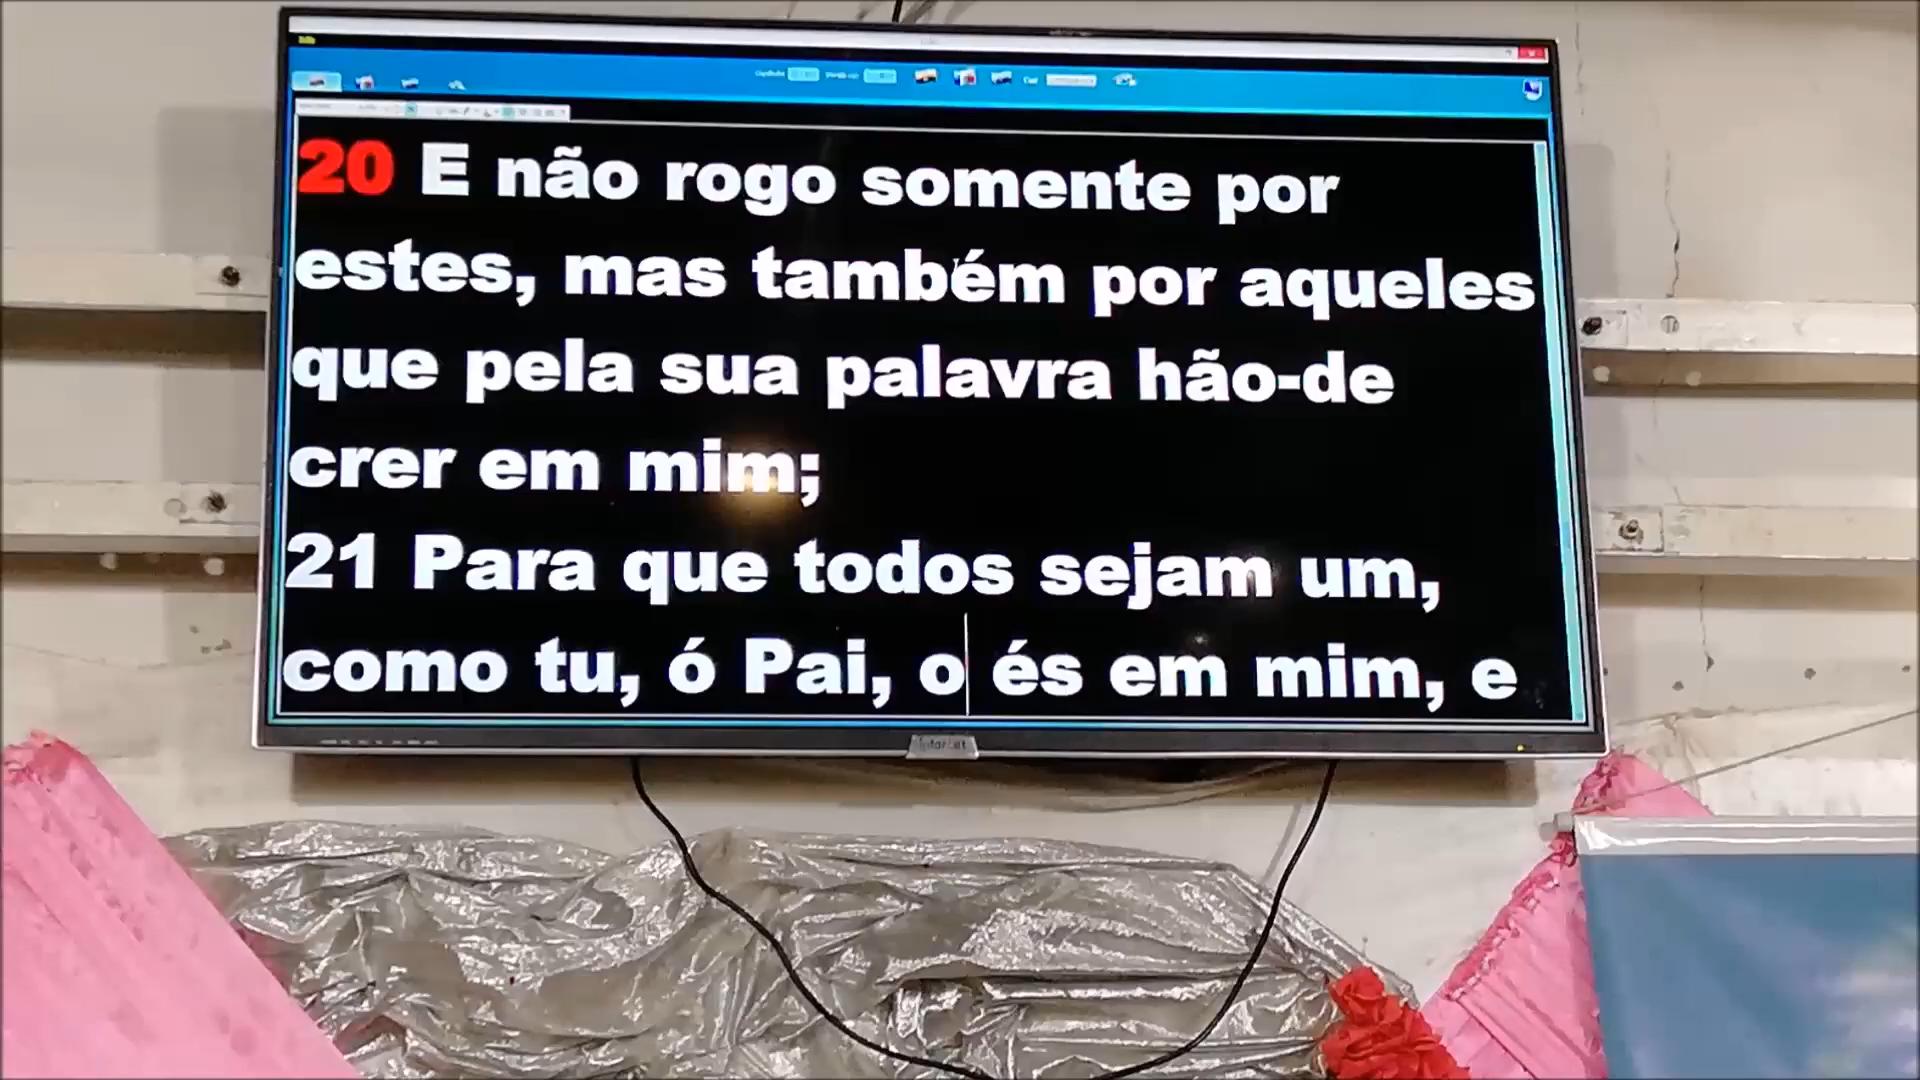 20 E não rogo somente por
estes, mas também por aqueles
que pela sua palavra hão-de
crer em mim;
21 Para que todos sejam um,
como tu, ó Pai, o és em mim, e